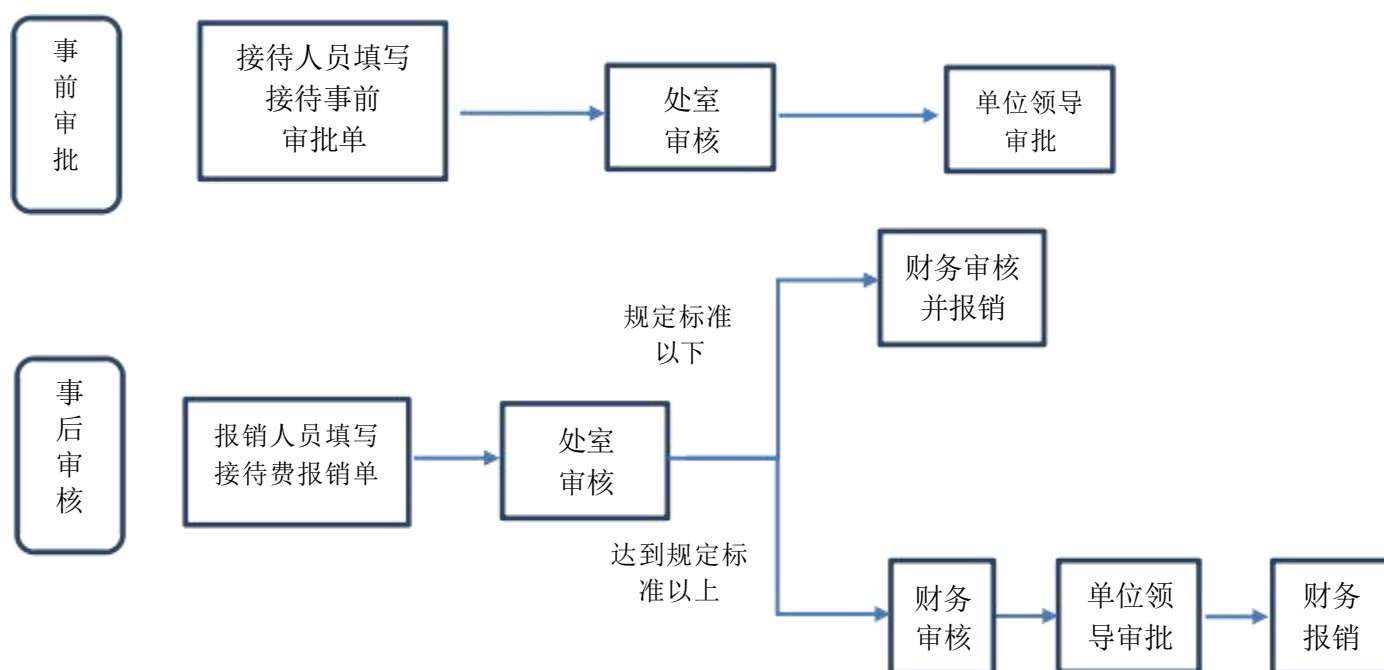 事
前
审
批
接待人员填写
接待事前
审批单
处室
审核
单位领导
审批
财务审核
并报销
规定标准
以下
事
后
审
核
报销人员填写
接待费报销单
处室
审核
达到规定标
准以上
财务
审核
单位领
导审批
财务
报销